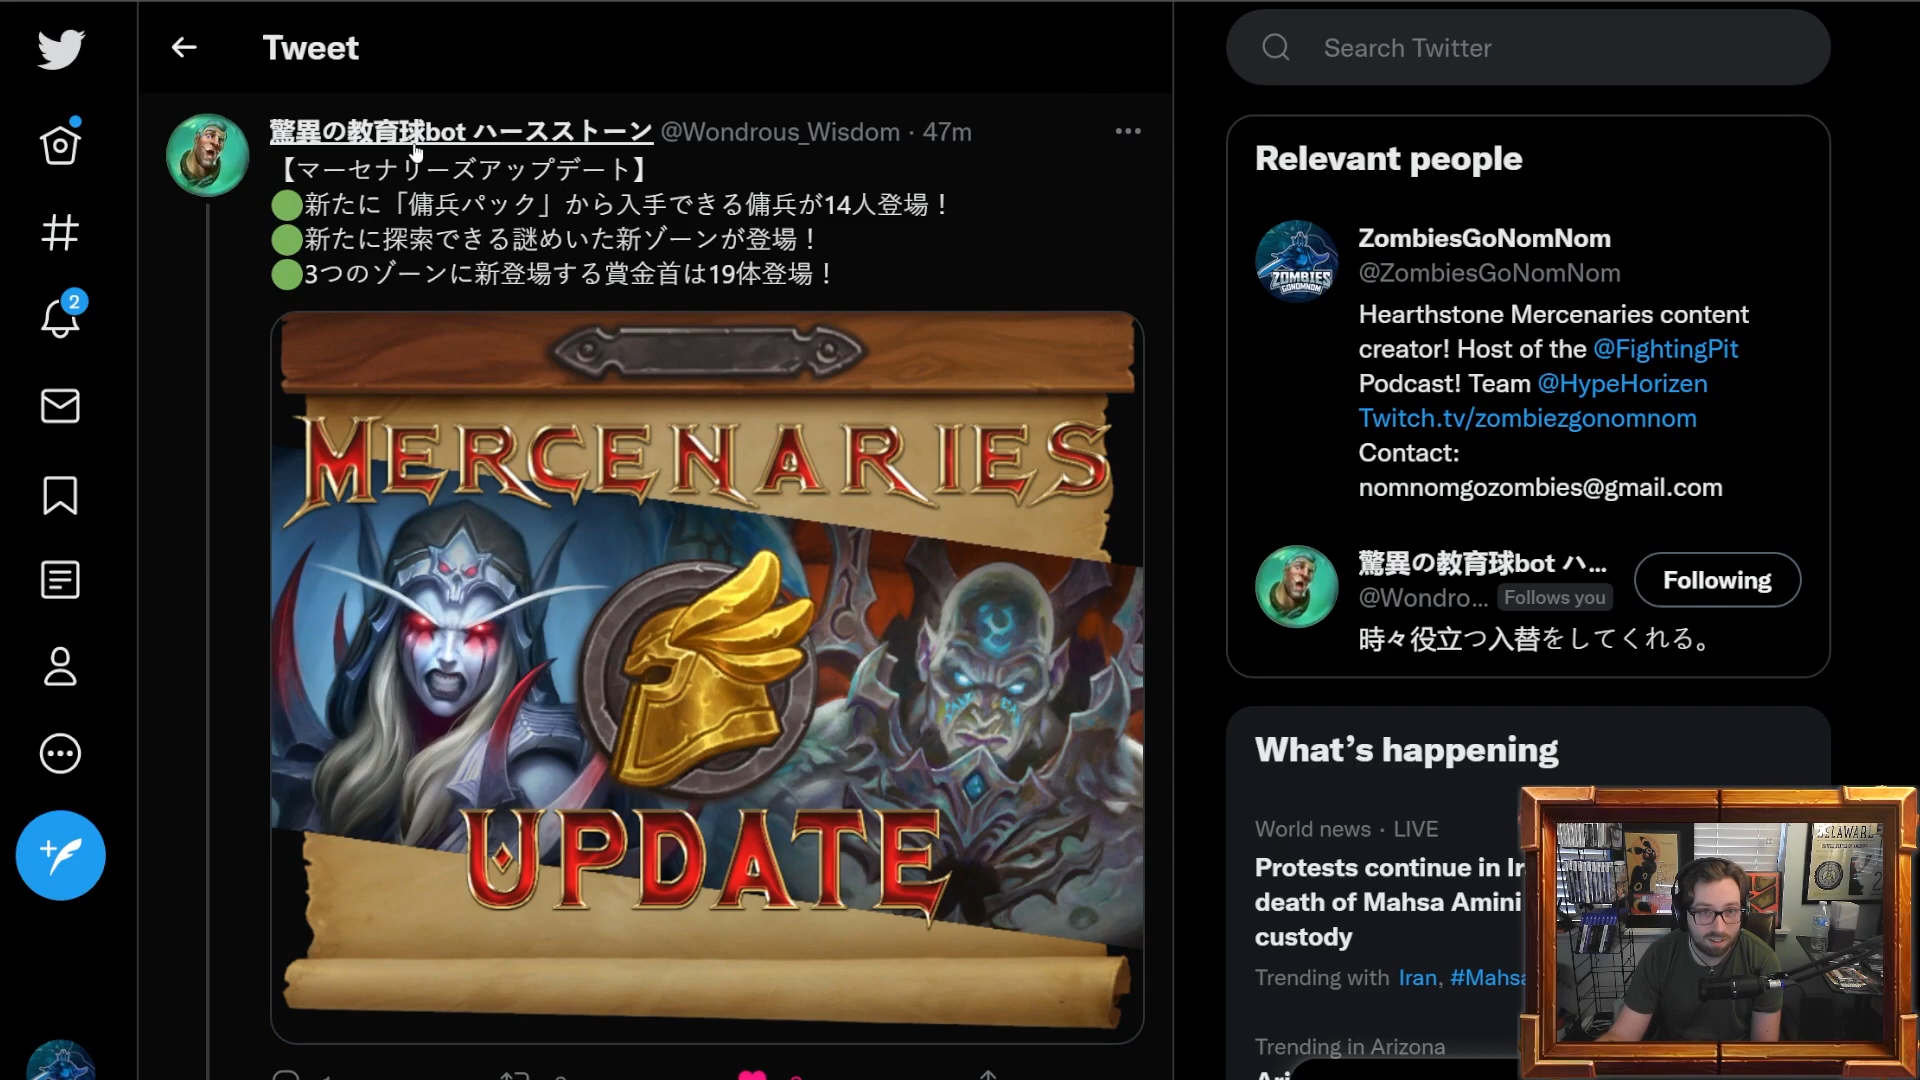 Tweet
Search Twitter
驚異の教育球bot ハースストーン @Wondrous_Wisdom · 47m
【マーセナリーズアップデート】
新たに「傭兵パック」から入手できる傭兵が14人登場！
新たに探索できる謎めいた新ゾーンが登場！
3つのゾーンに新登場する賞金首は19体登場！
MERCENARIES
UPDATE
2
Relevant people
ZombiesGoNomNom
@ZombiesGoNomNom
Hearthstone Mercenaries content
creator! Host of the @FightingPit
Podcast! Team @HypeHorizen
Twitch.tv/zombiezgonomnom
Contact:
nomnomgozombies@gmail.com
ZOMBIES
GONOMNOM
驚異の教育球bot ハ...
@Wondro... Follows you
Following
時々役立つ入替をしてくれる。
What's happening
World news · LIVE
Protests continue in Ir
death of Mahsa Amini
custody
Trending with Iran, #Mahsa
Trending in Arizona
DELAWARE